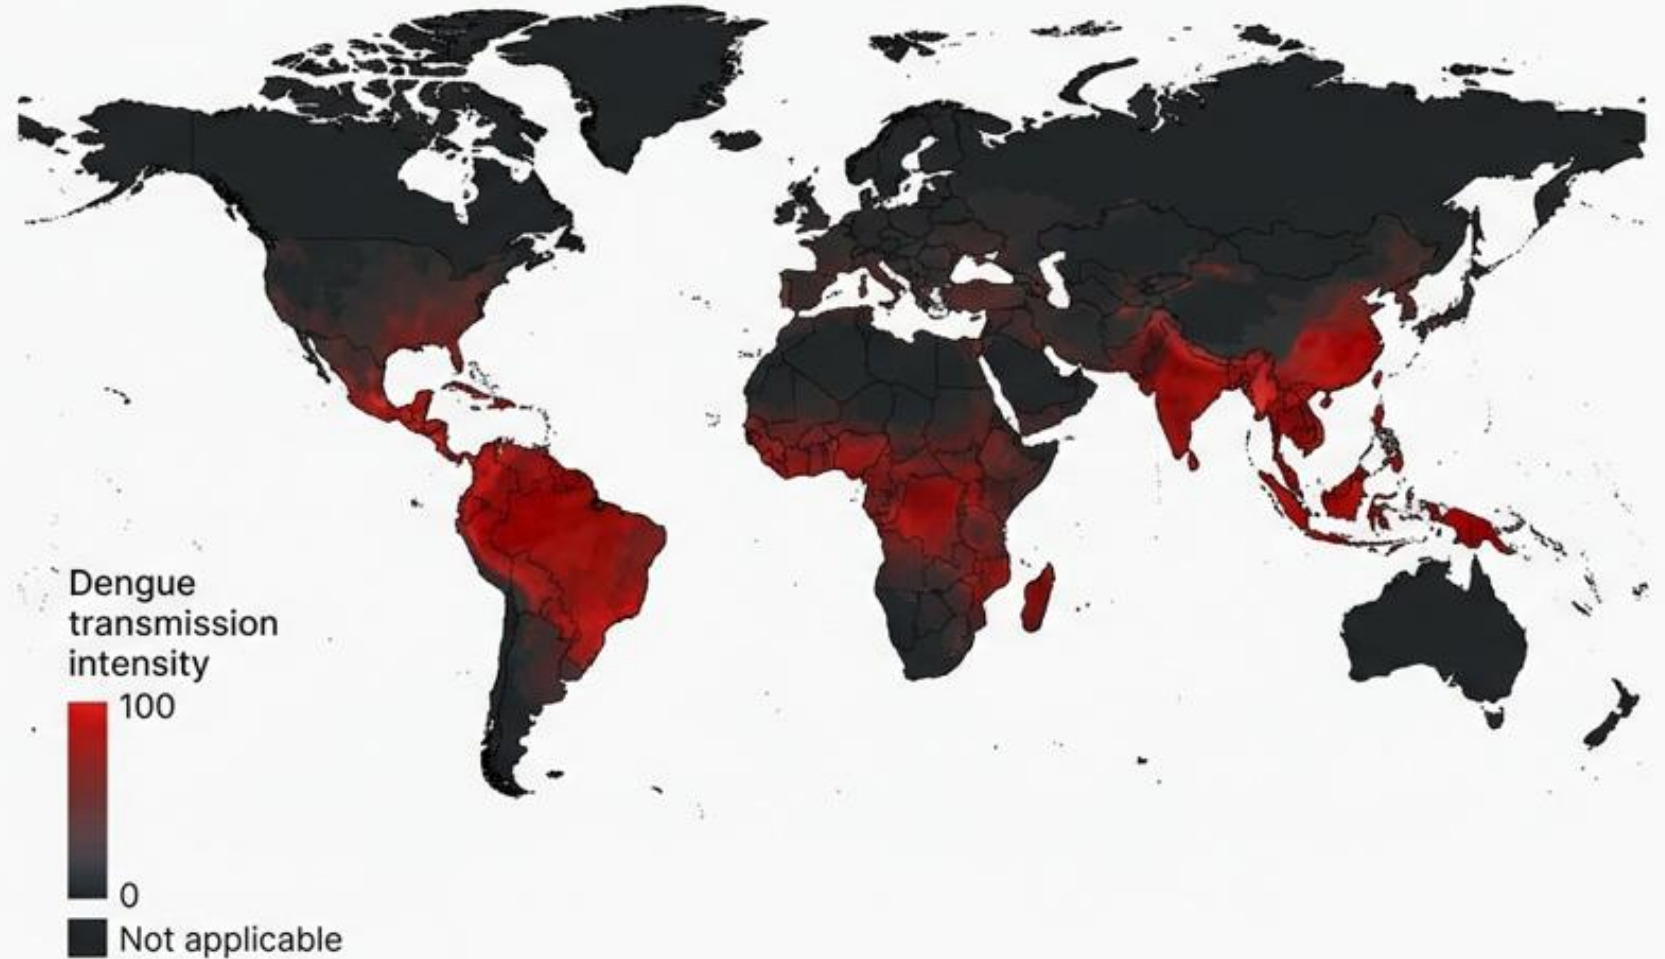 Dengue
transmission
intensity
100
0
Not applicable